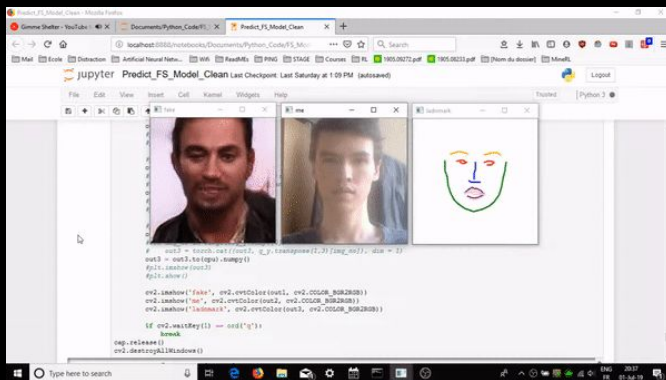 Predict_FS_Model_Clean - Mozilla Firefox
Gimme Shelter - YouTube
Documents/Python_Code/FS_
Predict_FS_Model_Clean
localhost:8888/notebooks/Documents/Python_Code/FS_Mo
Search
Mail
Ecole
Distraction
Artificial Neural Netw...
Wifi
ReadMEs
PING
STAGE
Courses
RL
1905.09272.pdf
1905.08233.pdf
[Nom du dossier]
MineRL
jupyter Predict_FS_Model_Clean Last Checkpoint: Last Saturday at 1:09 PM (autosaved)
Logout
File Edit View Insert Cell Kernel Widgets Help
Trusted Python 3
fake
me
ladnmark
out3 = out3.to(cpu).numpy()
#plt.imshow(out3)
#plt.show()
cv2.imshow("fake", cv2.cvtColor(out1, cv2.COLOR_BGR2RGB))
cv2.imshow("me", cv2.cvtColor(out2, cv2.COLOR_BGR2RGB))
cv2.imshow("ladnmark", cv2.cvtColor(out3, cv2.COLOR_BGR2RGB))
if cv2.waitKey(1) == ord("q"):
break
cap.release()
cv2.destroyAllWindows()
Type here to search
ENG
FR
20:37
01-Jul-19